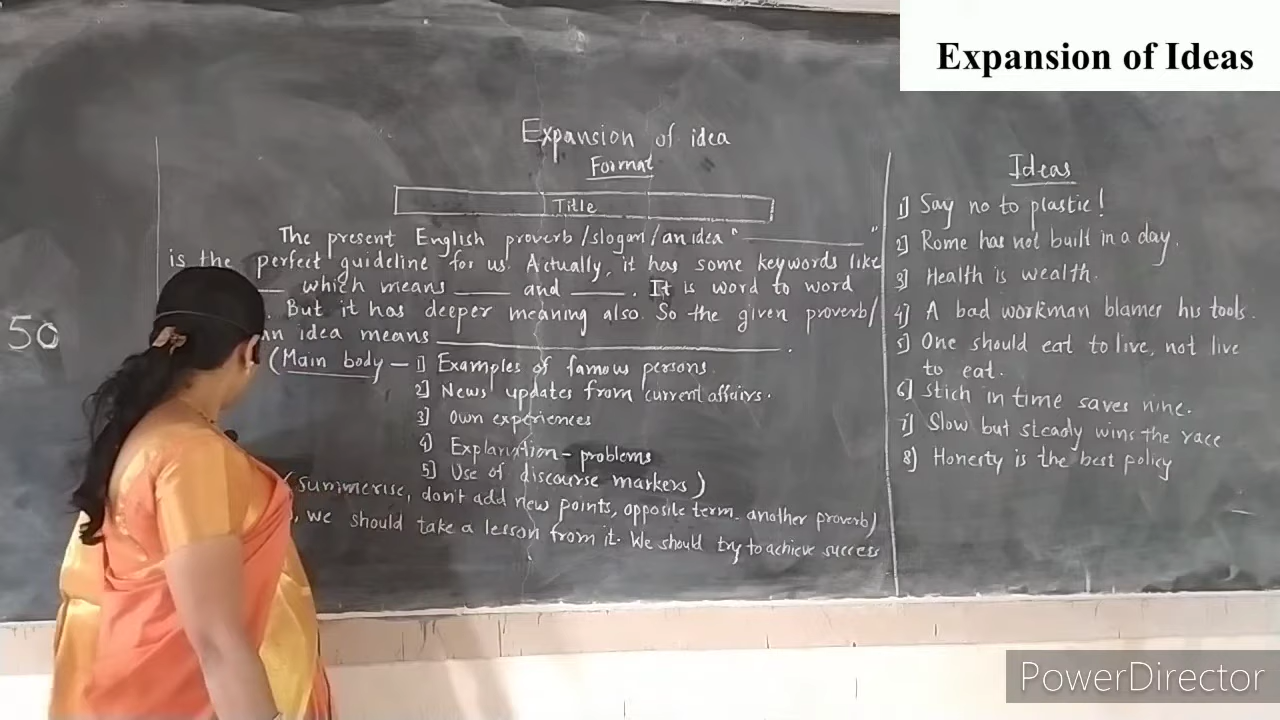 Expansion of Ideas
Expansion of idea
Format
Title
The present English proverb/slogan/an idea "________"
is the perfect guideline for us. Actually, it has some keywords like
___ which means ____ and ____. It is word to word
. But it has deeper meaning also. So the given proverb/
an idea means ____________________.
(Main body – 1) Examples of famous persons.
2) News updates from current affairs.
3) Own experiences
4) Explanation – problems
5) Use of discourse markers)
(Summerise, don't add new points, opposite term. another proverb)
, we should take a lesson from it. We should try to achieve success
Ideas
1) Say no to plastic!
2) Rome has not built in a day.
3) Health is wealth.
4) A bad workman blames his tools.
5) One should eat to live, not live
to eat.
6) Stich in time saves nine.
7) Slow but steady wins the race
8) Honesty is the best policy
50
PowerDirector